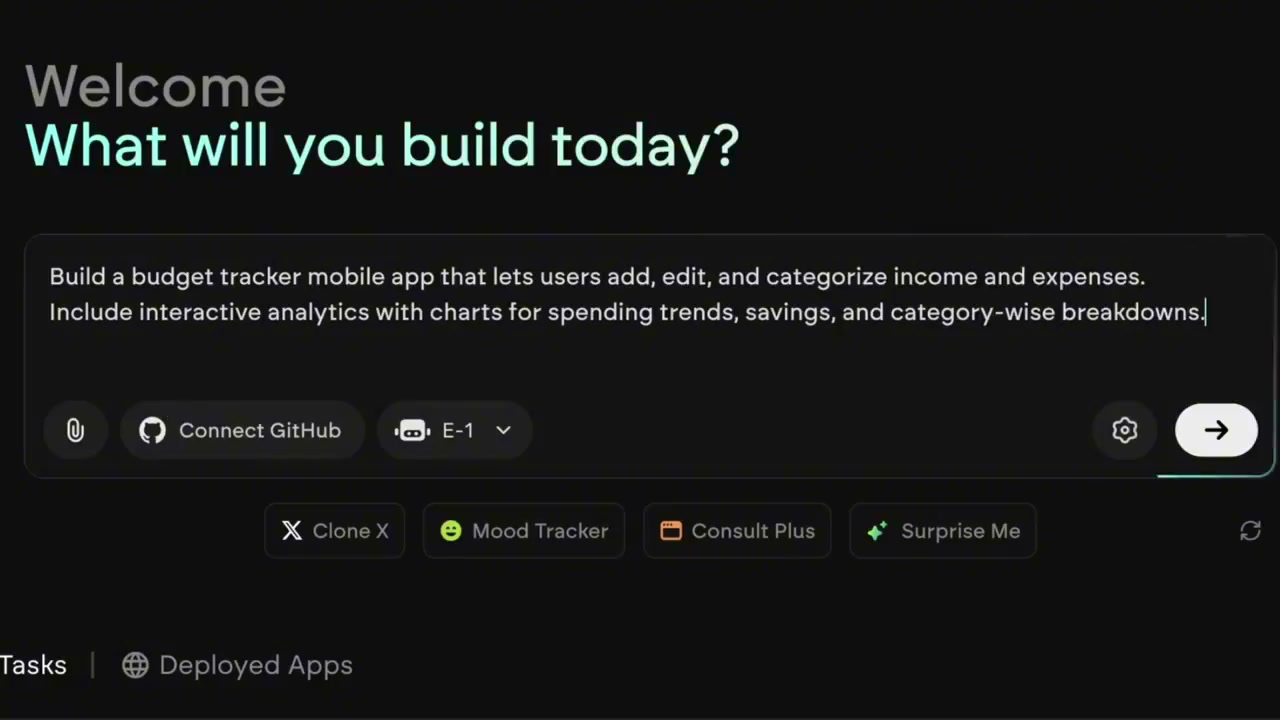 Welcome
What will you build today?
Build a budget tracker mobile app that lets users add, edit, and categorize income and expenses.
Include interactive analytics with charts for spending trends, savings, and category-wise breakdowns.
Connect GitHub
E-1
Clone X
Mood Tracker
Consult Plus
Surprise Me
Tasks
Deployed Apps